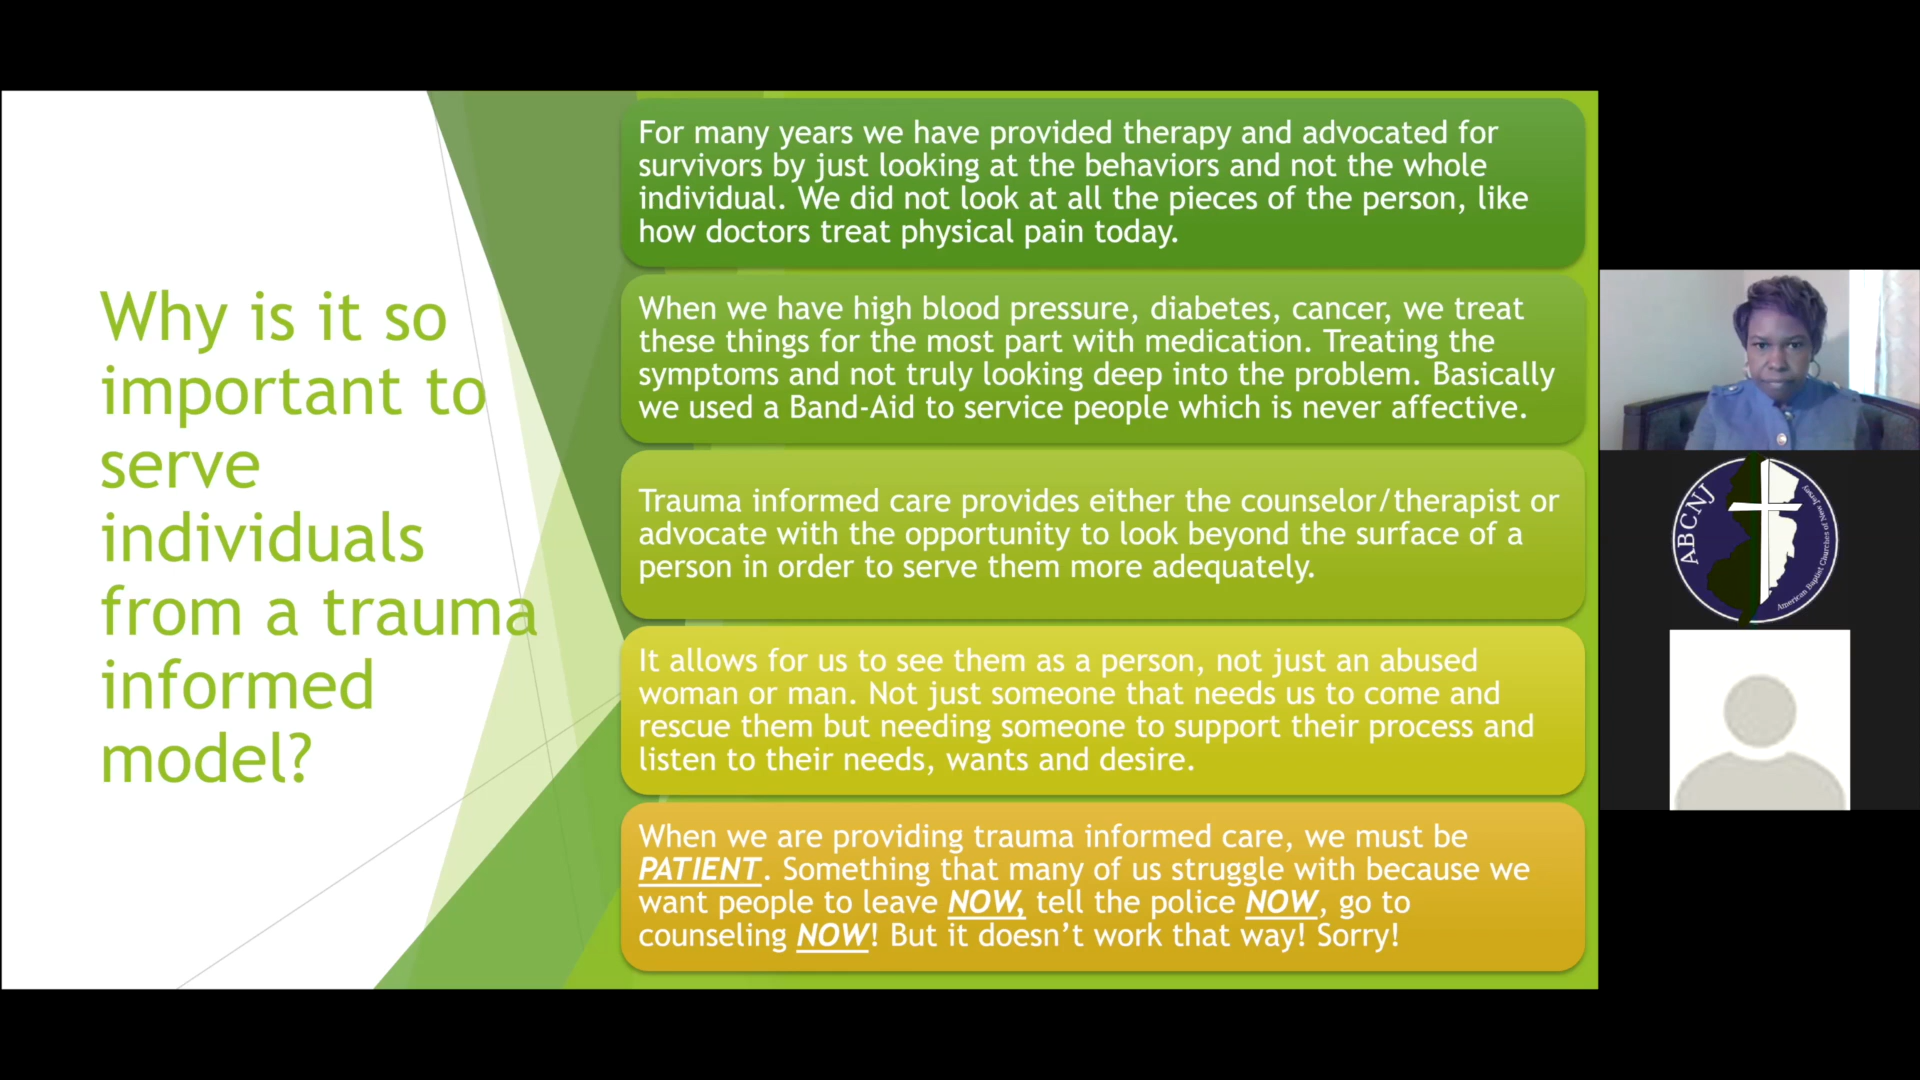 Why is it so
important to
serve
individuals
from a trauma
informed
model?
For many years we have provided therapy and advocated for
survivors by just looking at the behaviors and not the whole
individual. We did not look at all the pieces of the person, like
how doctors treat physical pain today.
When we have high blood pressure, diabetes, cancer, we treat
these things for the most part with medication. Treating the
symptoms and not truly looking deep into the problem. Basically
we used a Band-Aid to service people which is never affective.
Trauma informed care provides either the counselor/therapist or
advocate with the opportunity to look beyond the surface of a
person in order to serve them more adequately.
It allows for us to see them as a person, not just an abused
woman or man. Not just someone that needs us to come and
rescue them but needing someone to support their process and
listen to their needs, wants and desire.
When we are providing trauma informed care, we must be
PATIENT. Something that many of us struggle with because we
want people to leave NOW, tell the police NOW, go to
counseling NOW! But it doesn’t work that way! Sorry!
ABCNJ
American Baptist Churches of New Jersey